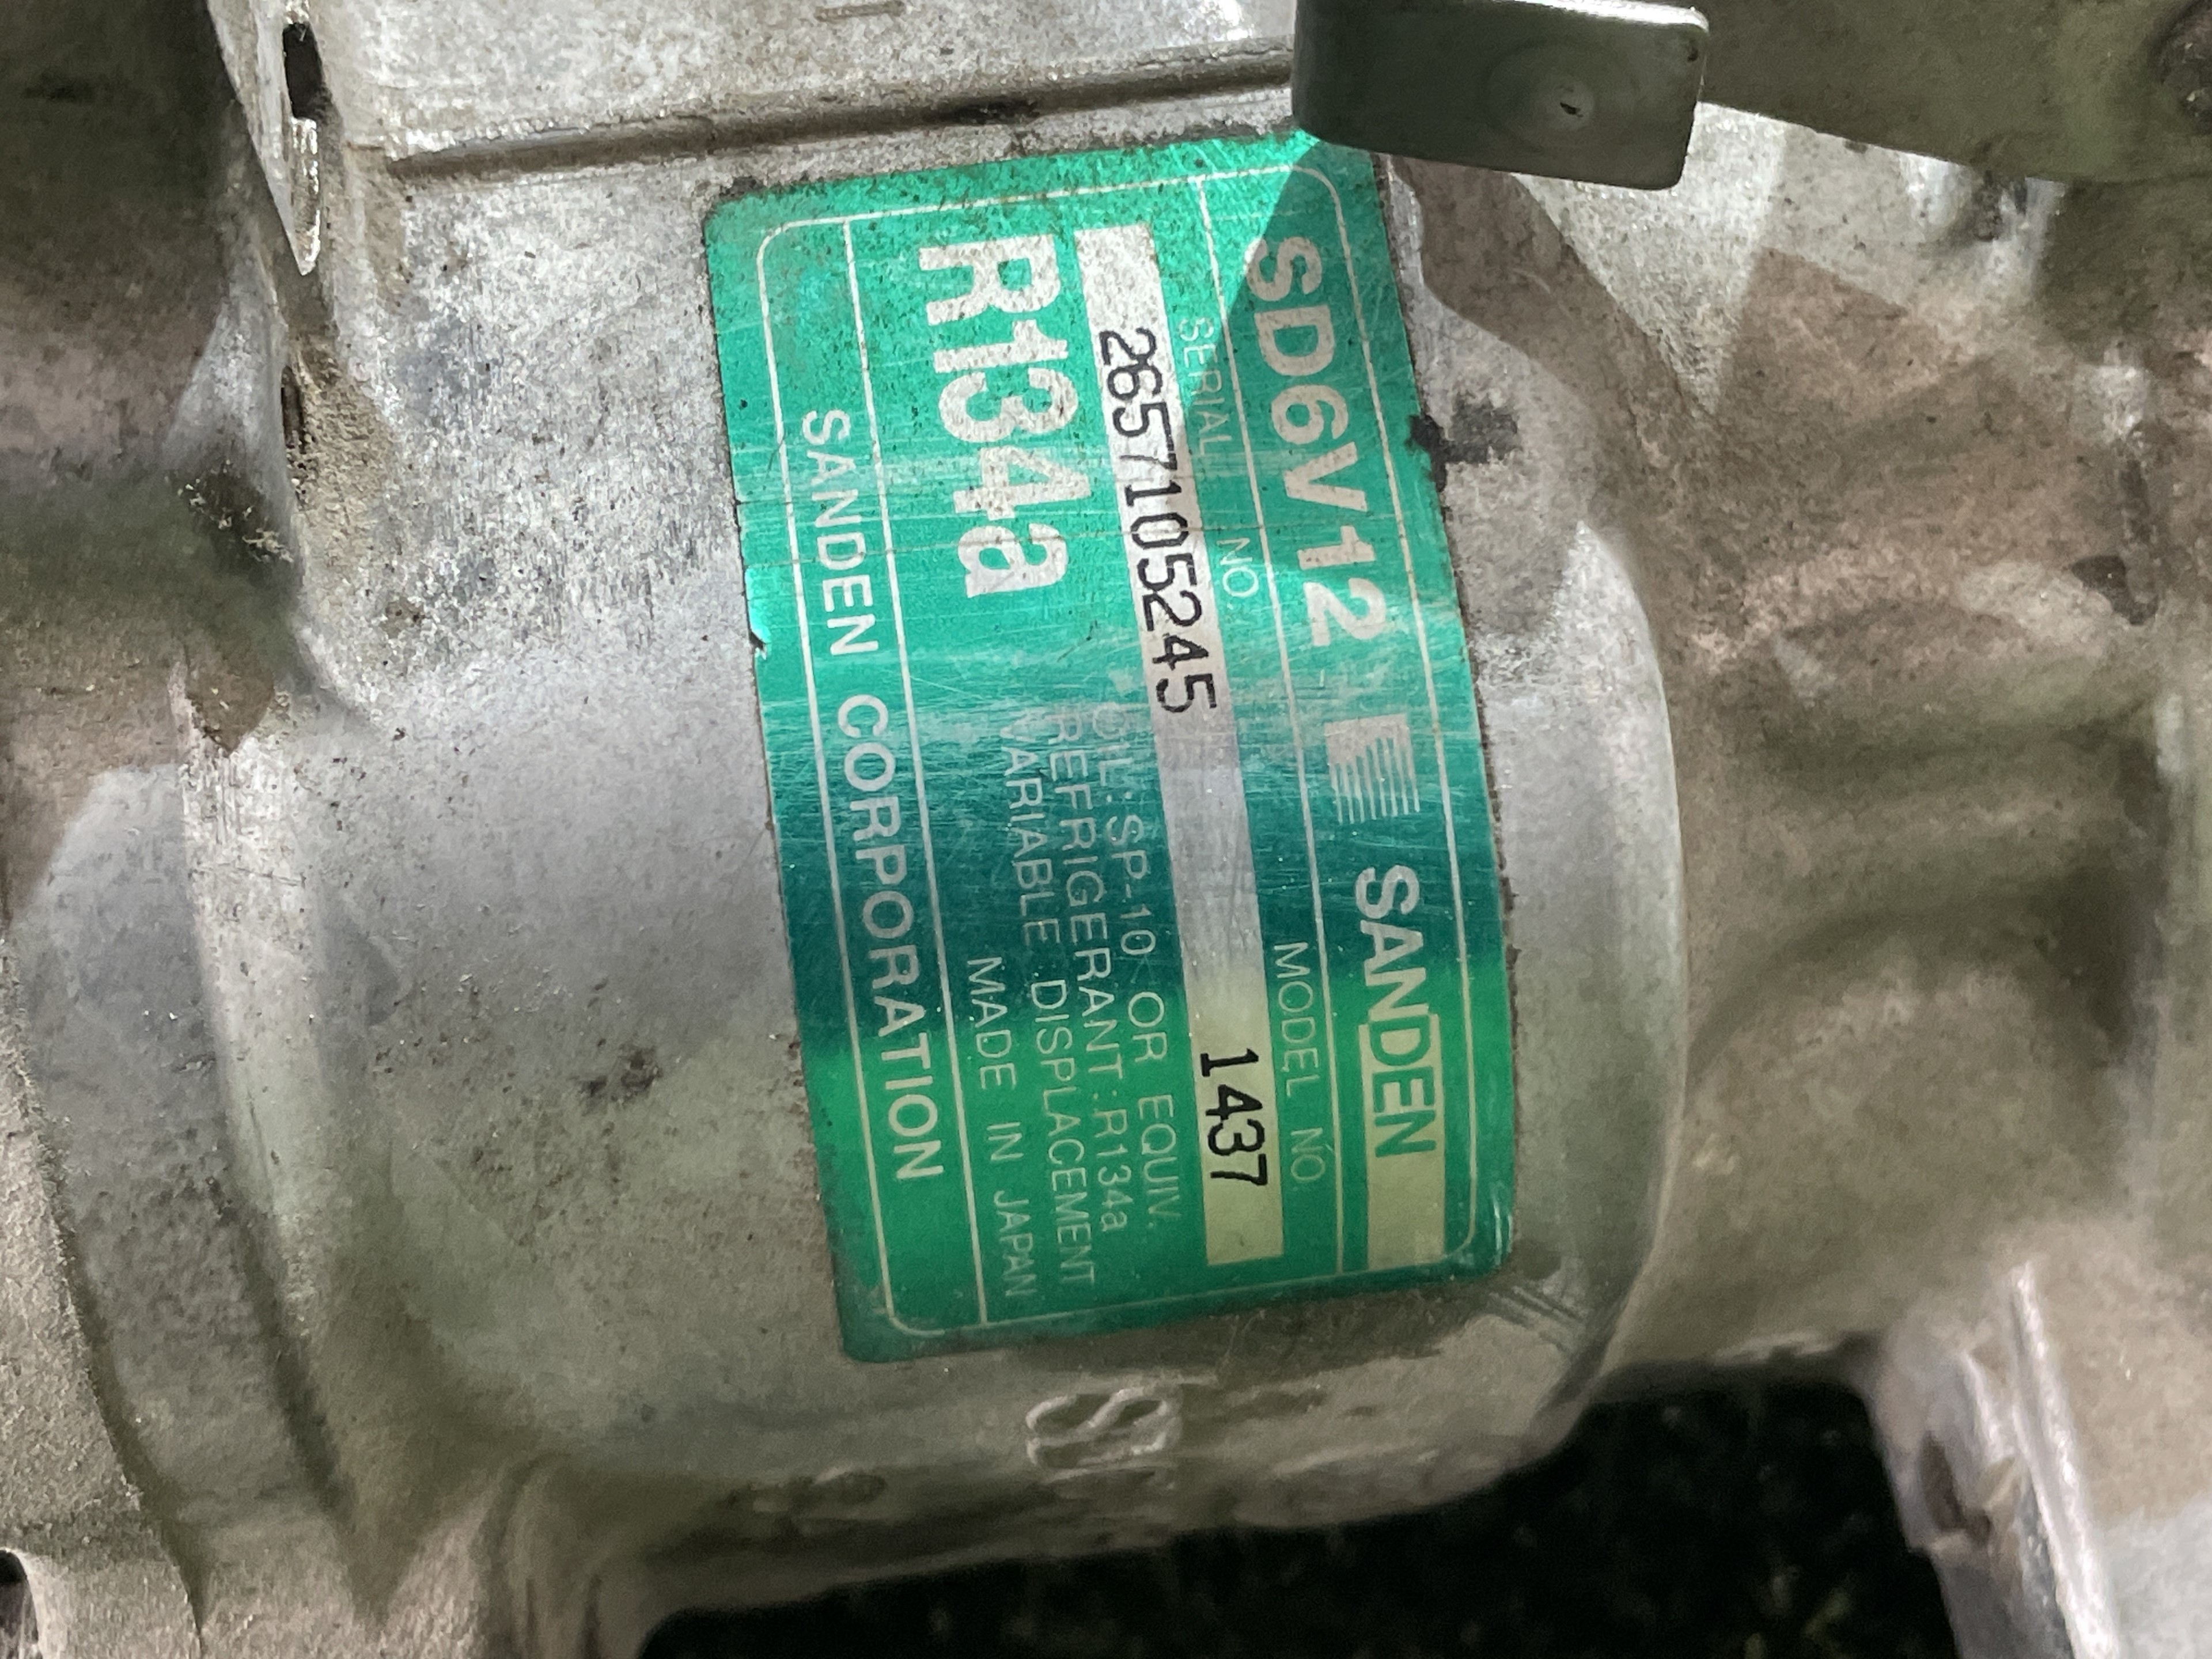 SD6V12 SANDEN
SERIAL NO. MODEL NO.
2657105245 1437
R134a
OIL: SP-10 OR EQUIV.
REFRIGERANT: R134a
VARIABLE DISPLACEMENT
MADE IN JAPAN
SANDEN CORPORATION